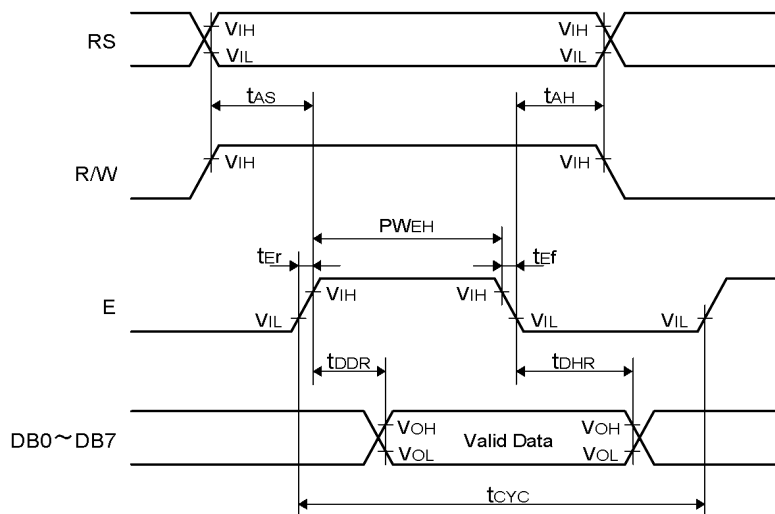 RS
VIH
VIL
VIH
VIL
tAS
tAH
R/W
VIH
VIH
PWEH
tEr
tEf
E
VIH
VIH
VIL
VIL
VIL
tDDR
tDHR
DB0~DB7
VOH
VOL
Valid Data
VOH
VOL
tCYC